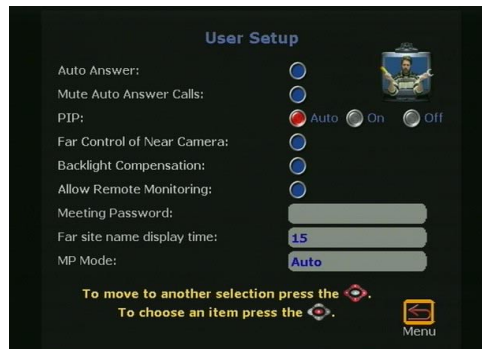 User Setup
Auto Answer:
Mute Auto Answer Calls:
PIP: Auto On Off
Far Control of Near Camera:
Backlight Compensation:
Allow Remote Monitoring:
Meeting Password:
Far site name display time: 15
MP Mode: Auto
To move to another selection press the .
To choose an item press the .
Menu